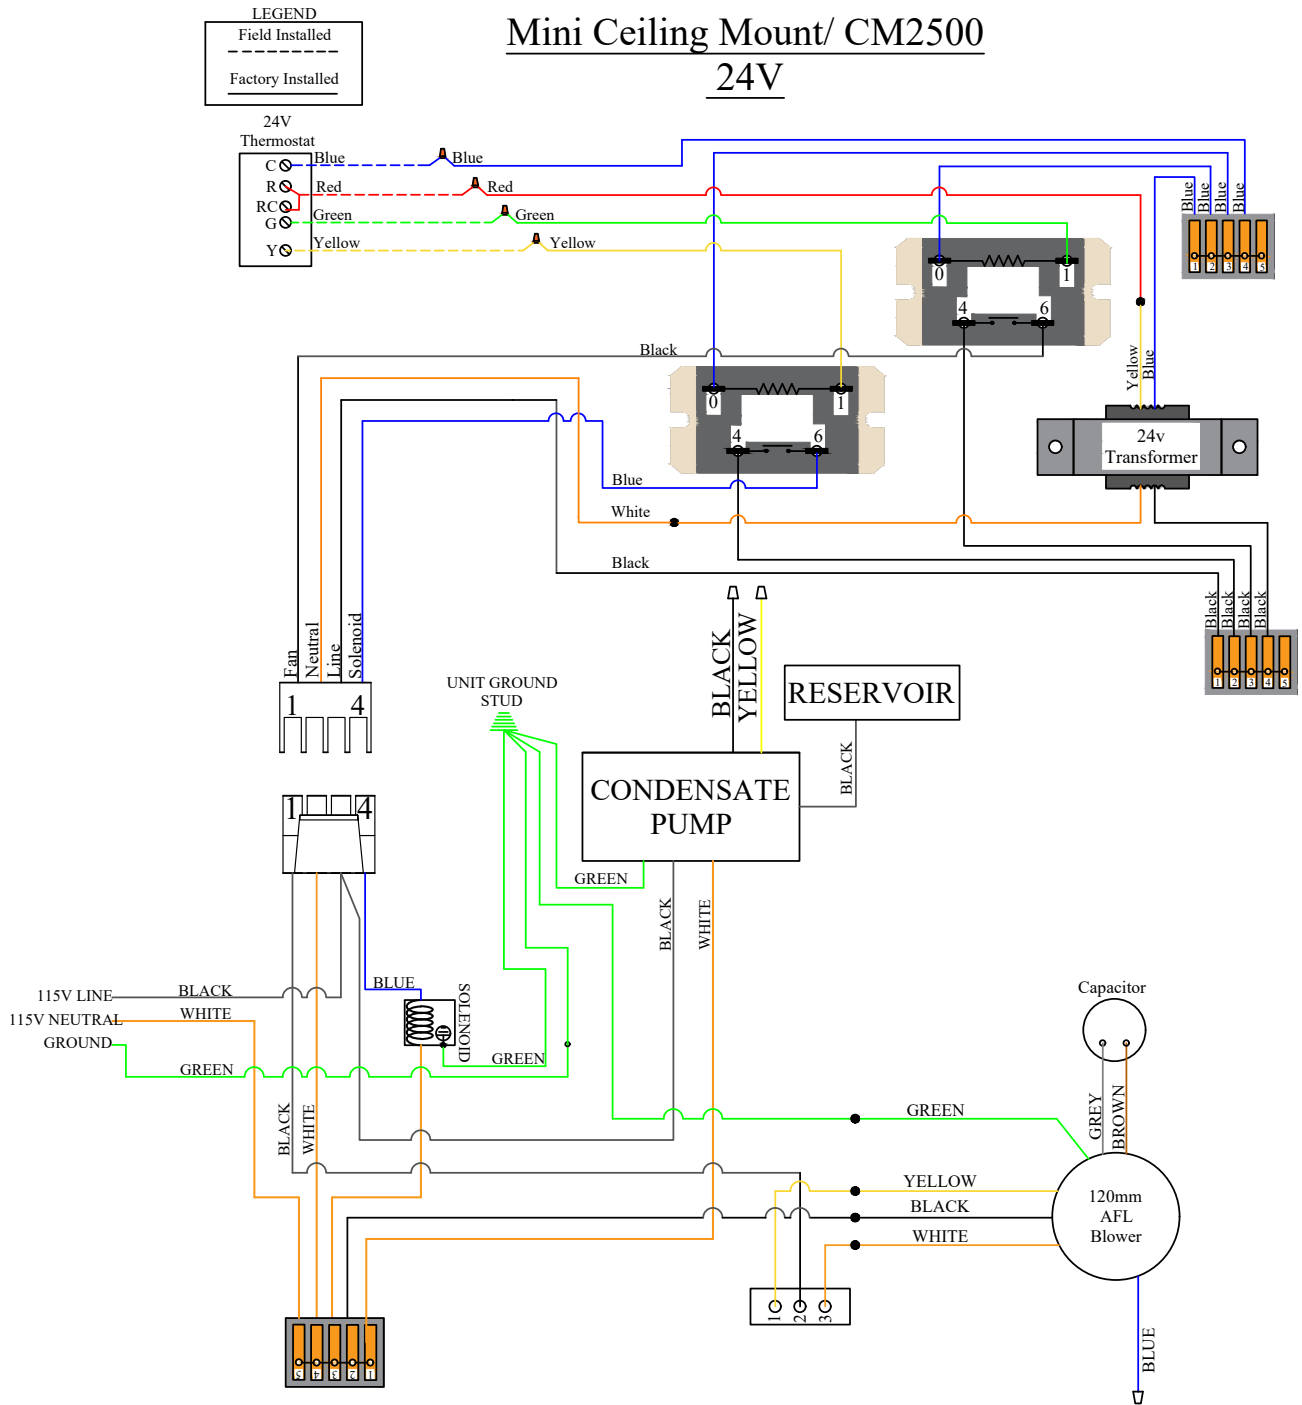 LEGEND
Field Installed
Factory Installed
Mini Ceiling Mount/ CM2500
24V
24V
Thermostat
C
Blue
Blue
R
Red
Red
RC
G
Green
Green
Y
Yellow
Yellow
Blue
Blue
Blue
Blue
1
2
3
4
5
0
1
4
6
Black
0
1
4
6
Yellow
Blue
24v
Transformer
Blue
White
Black
Black
Black
Black
Black
1
2
3
4
5
Fan
Neutral
Line
Solenoid
1
4
1
4
UNIT GROUND
STUD
BLACK
YELLOW
RESERVOIR
BLACK
CONDENSATE
PUMP
GREEN
BLACK
WHITE
115V LINE
BLACK
115V NEUTRAL
WHITE
GROUND
GREEN
BLUE
SOLENOID
GREEN
BLACK
WHITE
Capacitor
GREY
BROWN
GREEN
YELLOW
BLACK
WHITE
120mm
AFL
Blower
BLUE
1
2
3
5
4
3
2
1